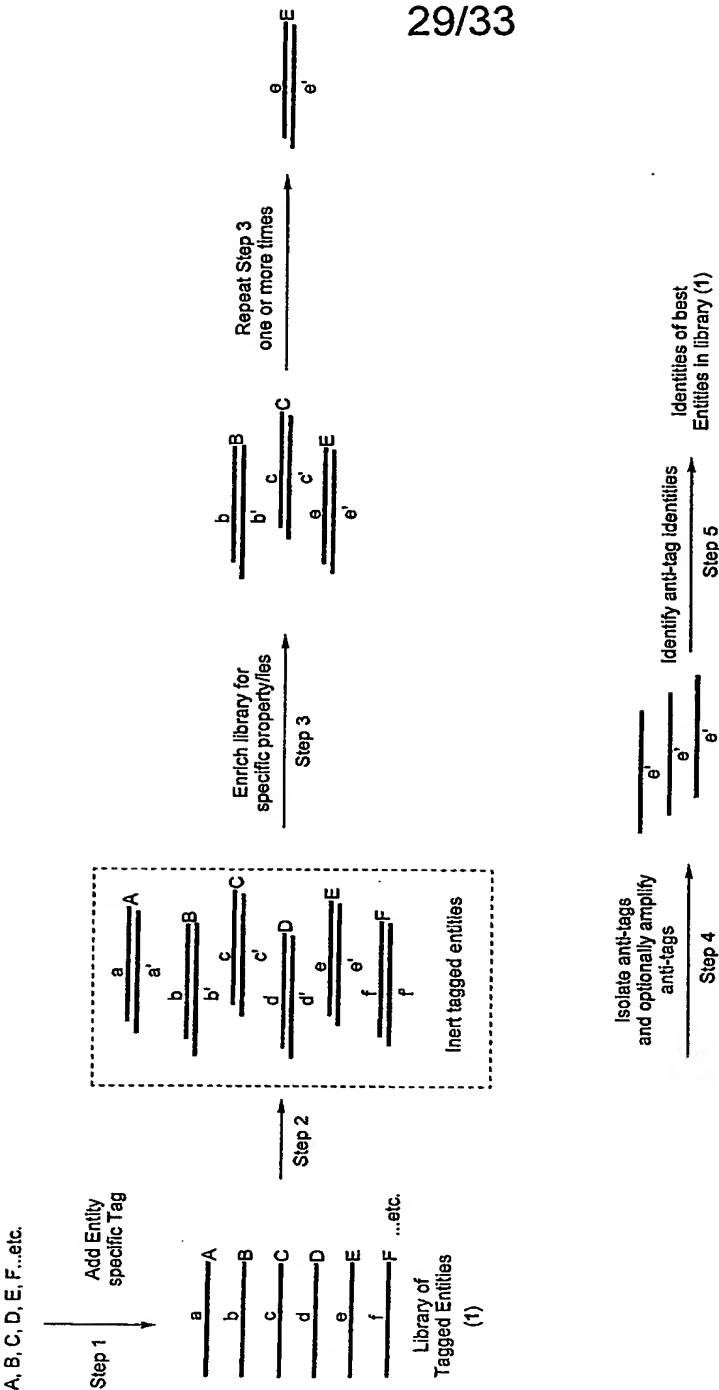 29/33
A, B, C, D, E, F...etc.
Step 1
Add Entity
specific Tag
a
A
b
B
c
C
d
D
e
E
f
F
...etc.
Library of
Tagged Entities
(1)
Step 2
a
A
a'
b
B
b'
c
C
c'
d
D
d'
e
E
e'
f
F
f'
Inert tagged entities
Enrich library for
specific property/ies
Step 3
b
B
b'
c
C
c'
e
E
e'
Repeat Step 3
one or more times
e
E
e'
Isolate anti-tags
and optionally amplify
anti-tags
Step 4
e'
e'
e'
Identify anti-tag identities
Step 5
Identities of best
Entities in library (1)